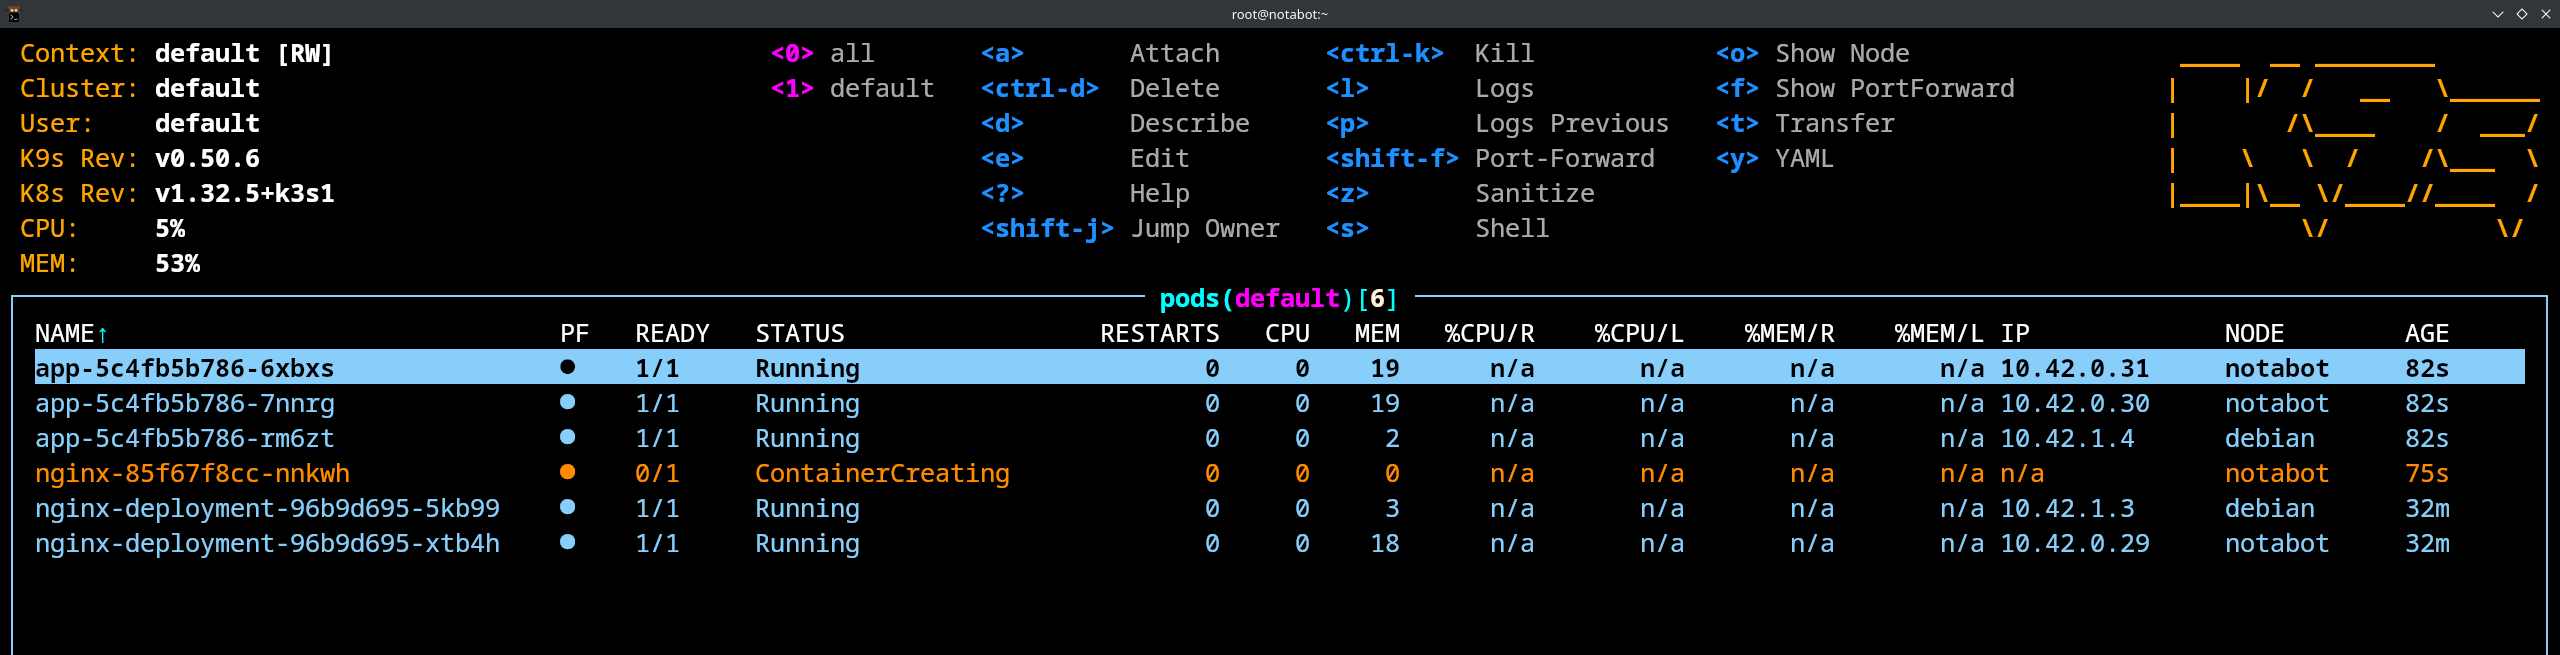 root@notabot:~
Context: default [RW] <0> all <a> Attach <ctrl-k> Kill <o> Show Node
Cluster: default <1> default <ctrl-d> Delete <l> Logs <f> Show PortForward
User: default <d> Describe <p> Logs Previous <t> Transfer
K9s Rev: v0.50.6 <e> Edit <shift-f> Port-Forward <y> YAML
K8s Rev: v1.32.5+k3s1 <?> Help <z> Sanitize
CPU: 5% <shift-j> Jump Owner <s> Shell
MEM: 53%
pods(default)[6]
NAME↑ PF READY STATUS RESTARTS CPU MEM %CPU/R %CPU/L %MEM/R %MEM/L IP NODE AGE
app-5c4fb5b786-6xbxs ● 1/1 Running 0 0 19 n/a n/a n/a n/a 10.42.0.31 notabot 82s
app-5c4fb5b786-7nnrg ● 1/1 Running 0 0 19 n/a n/a n/a n/a 10.42.0.30 notabot 82s
app-5c4fb5b786-rm6zt ● 1/1 Running 0 0 2 n/a n/a n/a n/a 10.42.1.4 debian 82s
nginx-85f67f8cc-nnkwh ● 0/1 ContainerCreating 0 0 0 n/a n/a n/a n/a n/a notabot 75s
nginx-deployment-96b9d695-5kb99 ● 1/1 Running 0 0 3 n/a n/a n/a n/a 10.42.1.3 debian 32m
nginx-deployment-96b9d695-xtb4h ● 1/1 Running 0 0 18 n/a n/a n/a n/a 10.42.0.29 notabot 32m